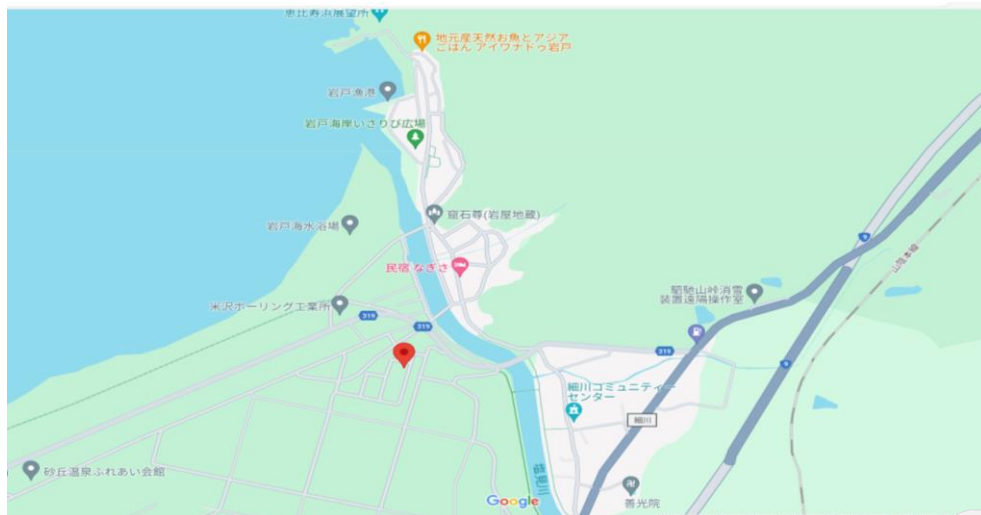 恵比寿浜展望所
地元産天然お魚とアジア
ごはん アイワナドゥ岩戸
岩戸漁港
岩戸海岸いさりび広場
窟石尊(岩屋地蔵)
岩戸海水浴場
民宿 なぎさ
9
山陰本線
駟馳山峠消雪
装置遠隔操作室
米沢ボーリング工業所
319
319
319
9
細川コミュニティー
センター
細川
砂丘温泉ふれあい会館
塩見川
善光院
Google